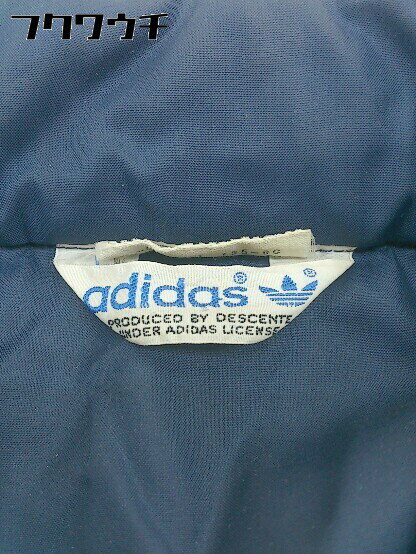 フクワウチ
adidas®
®
PRODUCED BY DESCENTE
UNDER ADIDAS LICENSE